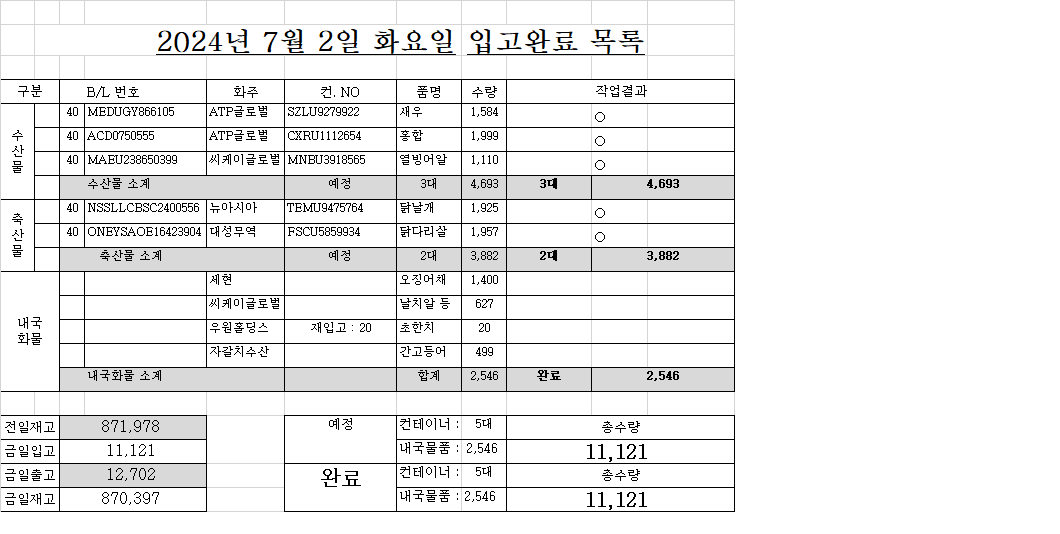 2024년 7월 2일 화요일 입고완료 목록
구분 B/L 번호 화주 컨. NO 품명 수량 작업결과
수산물
40 MEDUGY866105 ATP글로벌 SZLU9279922 새우 1,584 ○
40 ACD0750555 ATP글로벌 CXRU1112654 홍합 1,999 ○
40 MAEU238650399 씨케이글로벌 MNBU3918565 열빙어알 1,110 ○
수산물 소계 예정 3대 4,693 3대 4,693
축산물
40 NSSLLCBSC2400556 뉴아시아 TEMU9475764 닭날개 1,925 ○
40 ONEYSAOE16423904 대성무역 FSCU5859934 닭다리살 1,957 ○
축산물 소계 예정 2대 3,882 2대 3,882
내국화물
세현 오징어채 1,400
씨케이글로벌 날치알 등 627
우원홀딩스 재입고 : 20 초한치 20
자갈치수산 간고등어 499
내국화물 소계 합계 2,546 완료 2,546
전일재고 871,978 예정 컨테이너 : 5대 총수량
금일입고 11,121 내국물품 : 2,546 11,121
금일출고 12,702 완료 컨테이너 : 5대 총수량
금일재고 870,397 내국물품 : 2,546 11,121